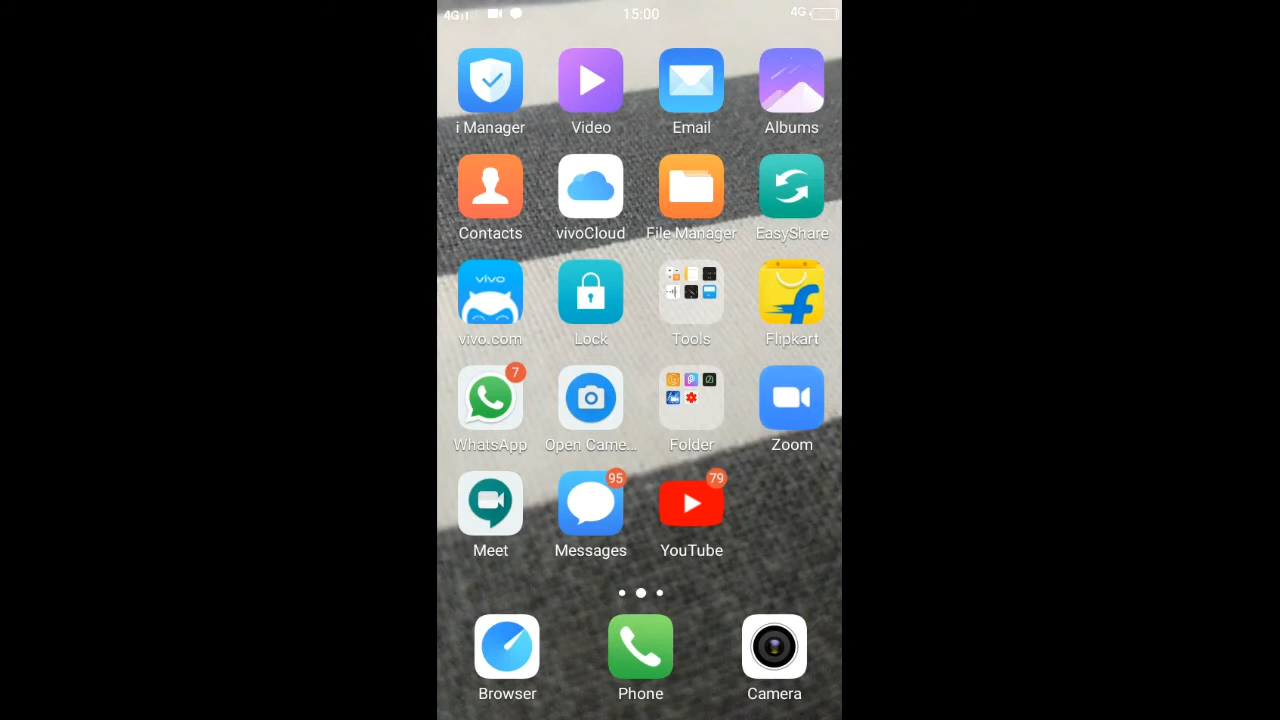 4G 15:00 4G
i Manager Video Email Albums
Contacts vivoCloud File Manager EasyShare
vivo
vivo.com Lock Tools Flipkart
7
WhatsApp Open Came... Folder Zoom
95 79
Meet Messages YouTube
Browser Phone Camera